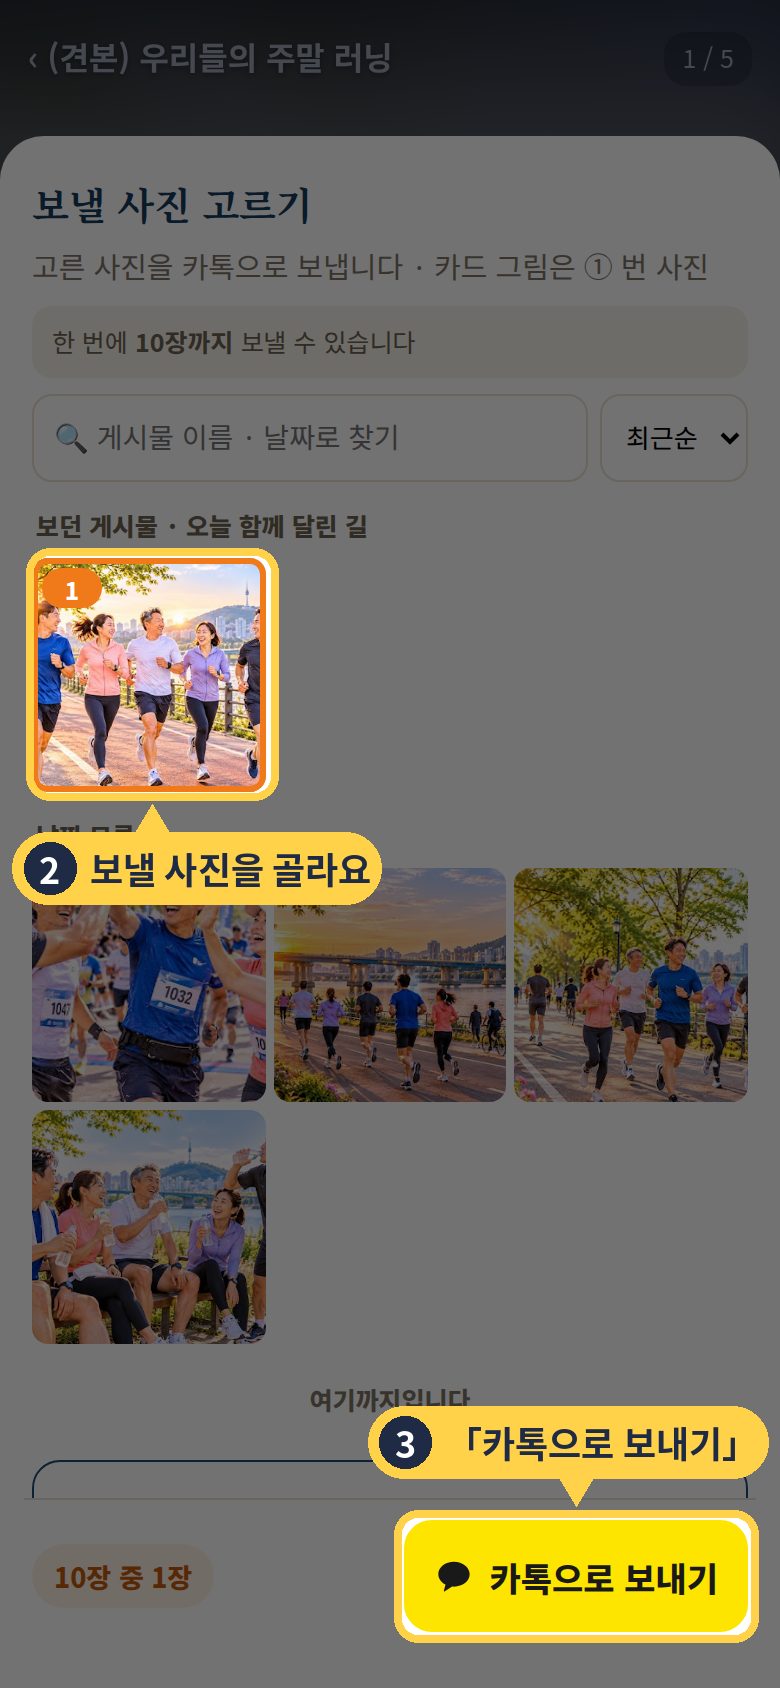 ‹ (견본) 우리들의 주말 러닝
1 / 5
보낼 사진 고르기
고른 사진을 카톡으로 보냅니다 · 카드 그림은 ① 번 사진
한 번에 10장까지 보낼 수 있습니다
게시물 이름 · 날짜로 찾기
최근순
보던 게시물 · 오늘 함께 달린 길
1
2 보낼 사진을 골라요
1032
여기까지입니다
3 「카톡으로 보내기」
10장 중 1장
카톡으로 보내기